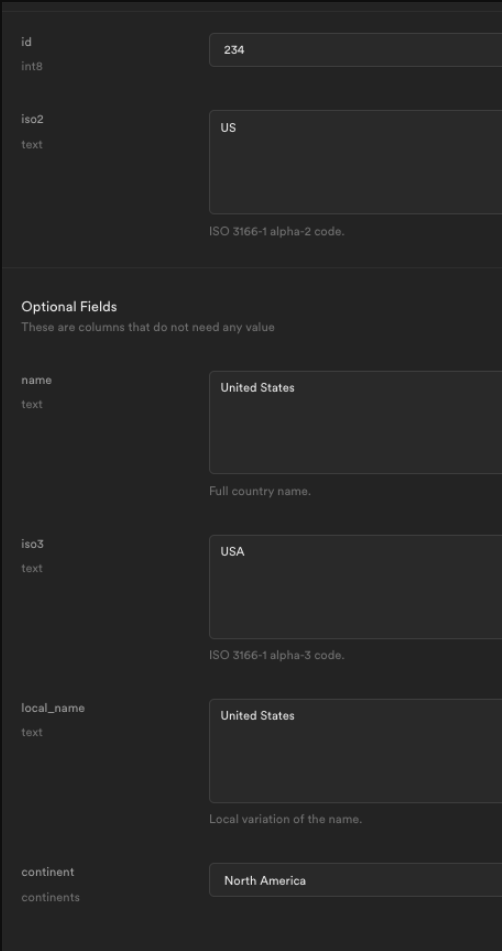 id
int8
234
iso2
text
US
ISO 3166-1 alpha-2 code.
Optional Fields
These are columns that do not need any value
name
text
United States
Full country name.
iso3
text
USA
ISO 3166-1 alpha-3 code.
local_name
text
United States
Local variation of the name.
continent
continents
North America